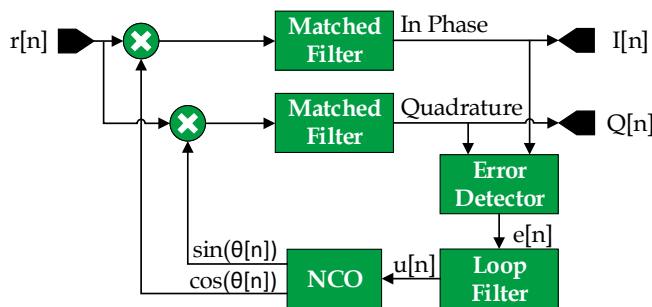 r[n]
Matched
Filter
In Phase
I[n]
Matched
Filter
Quadrature
Q[n]
Error
Detector
e[n]
sin(θ[n])
cos(θ[n])
NCO
u[n]
Loop
Filter